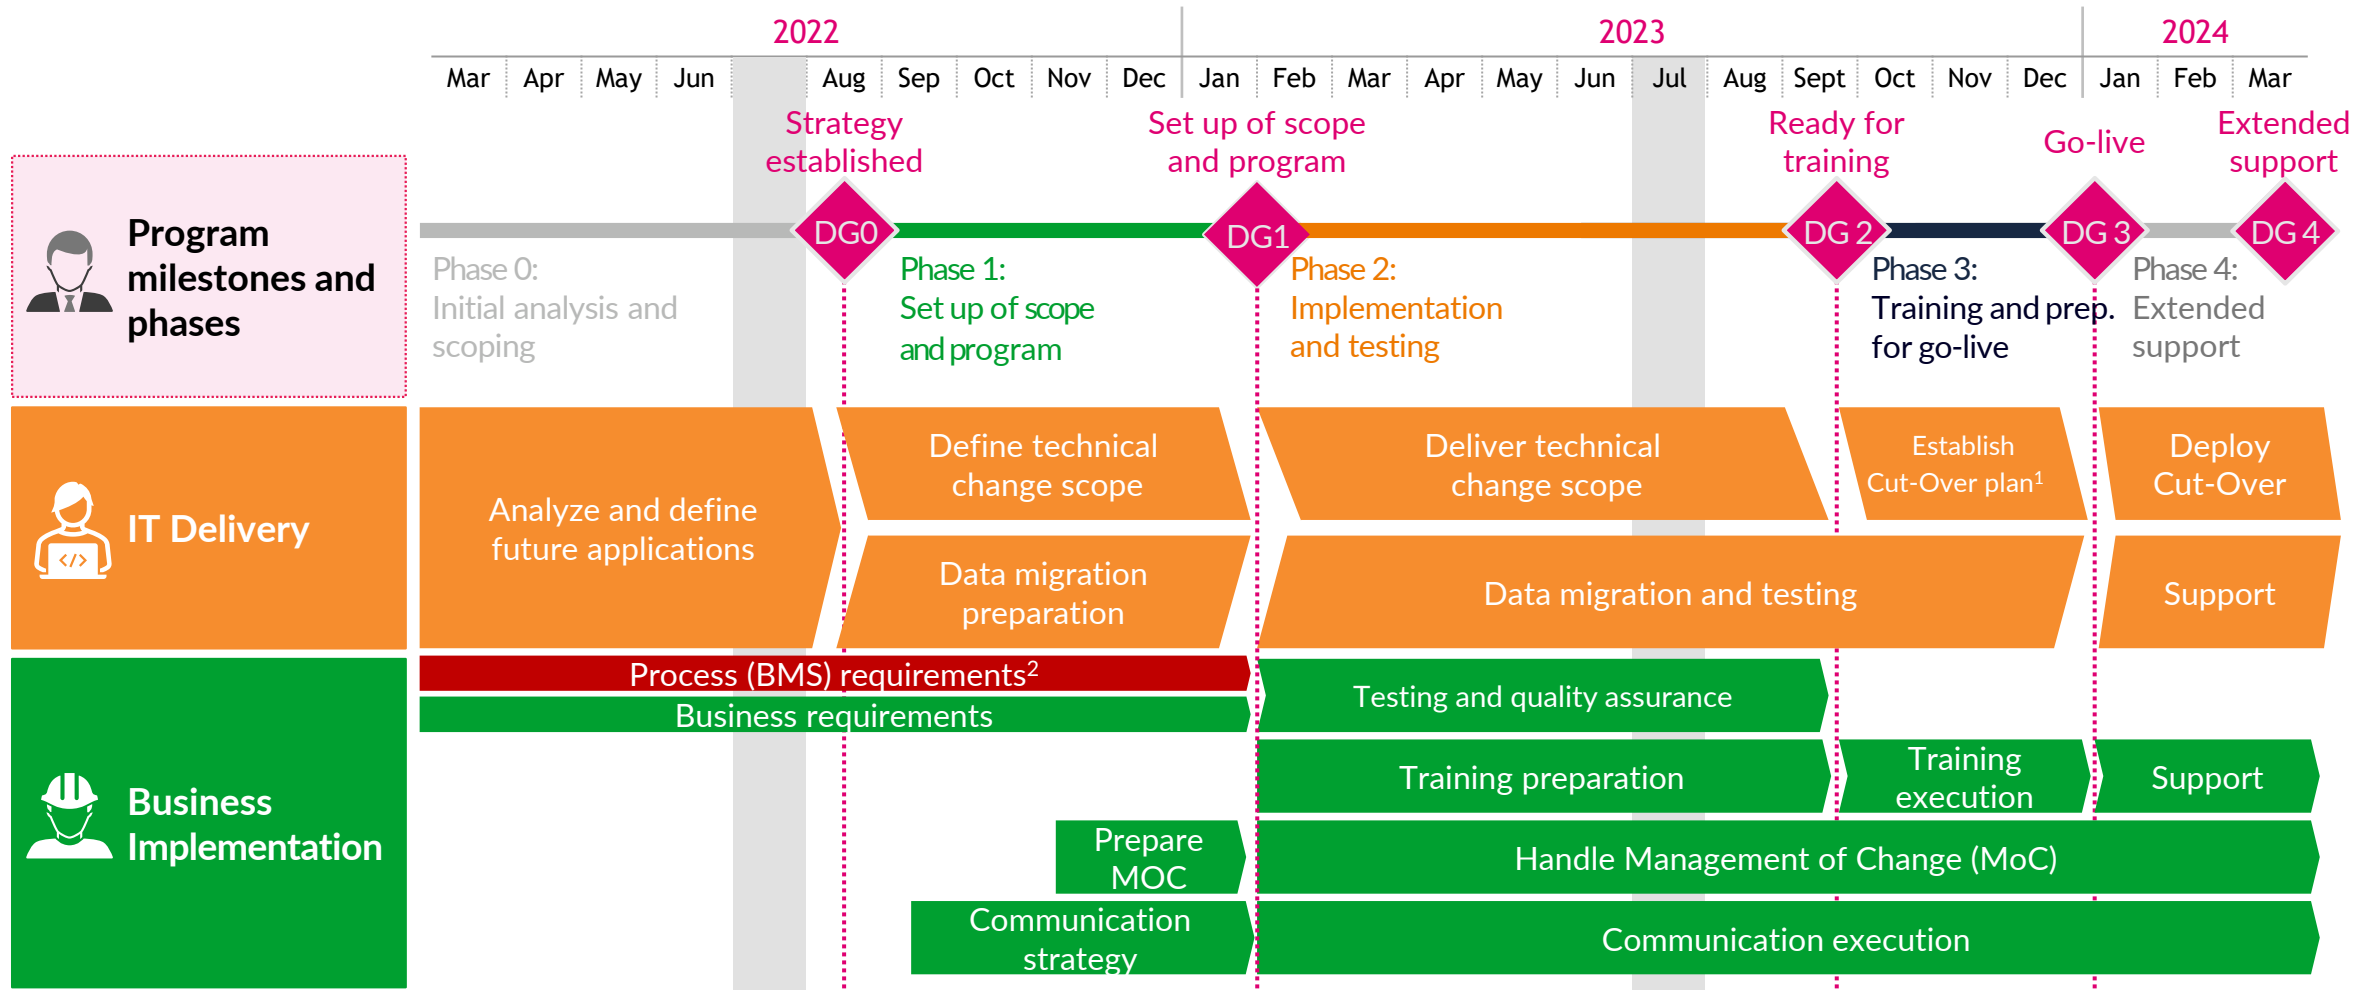 2022 2023 2024
Mar Apr May Jun Aug Sep Oct Nov Dec Jan Feb Mar Apr May Jun Jul Aug Sept Oct Nov Dec Jan Feb Mar
Strategy
established
Set up of scope
and program
Ready for
training
Go-live
Extended
support
Program
milestones and
phases
DG0 DG1 DG 2 DG 3 DG 4
Phase 0:
Initial analysis and
scoping
Phase 1:
Set up of scope
and program
Phase 2:
Implementation
and testing
Phase 3:
Training and prep.
for go-live
Phase 4:
Extended
support
</>
IT Delivery
Analyze and define
future applications
Define technical
change scope
Deliver technical
change scope
Establish
Cut-Over plan¹
Deploy
Cut-Over
Data migration
preparation
Data migration and testing
Support
Business
Implementation
Process (BMS) requirements²
Business requirements
Testing and quality assurance
Training preparation
Training
execution
Support
Prepare
MOC
Handle Management of Change (MoC)
Communication
strategy
Communication execution